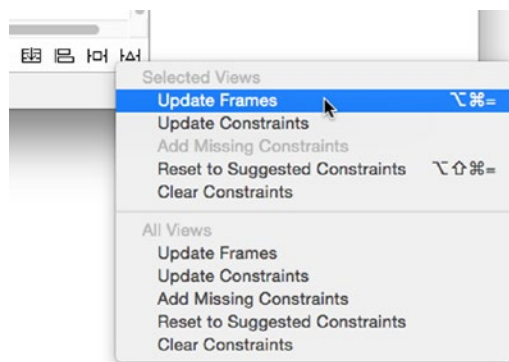 Selected Views
Update Frames ⌥⌘=
Update Constraints
Add Missing Constraints
Reset to Suggested Constraints ⌥⇧⌘=
Clear Constraints
All Views
Update Frames
Update Constraints
Add Missing Constraints
Reset to Suggested Constraints
Clear Constraints